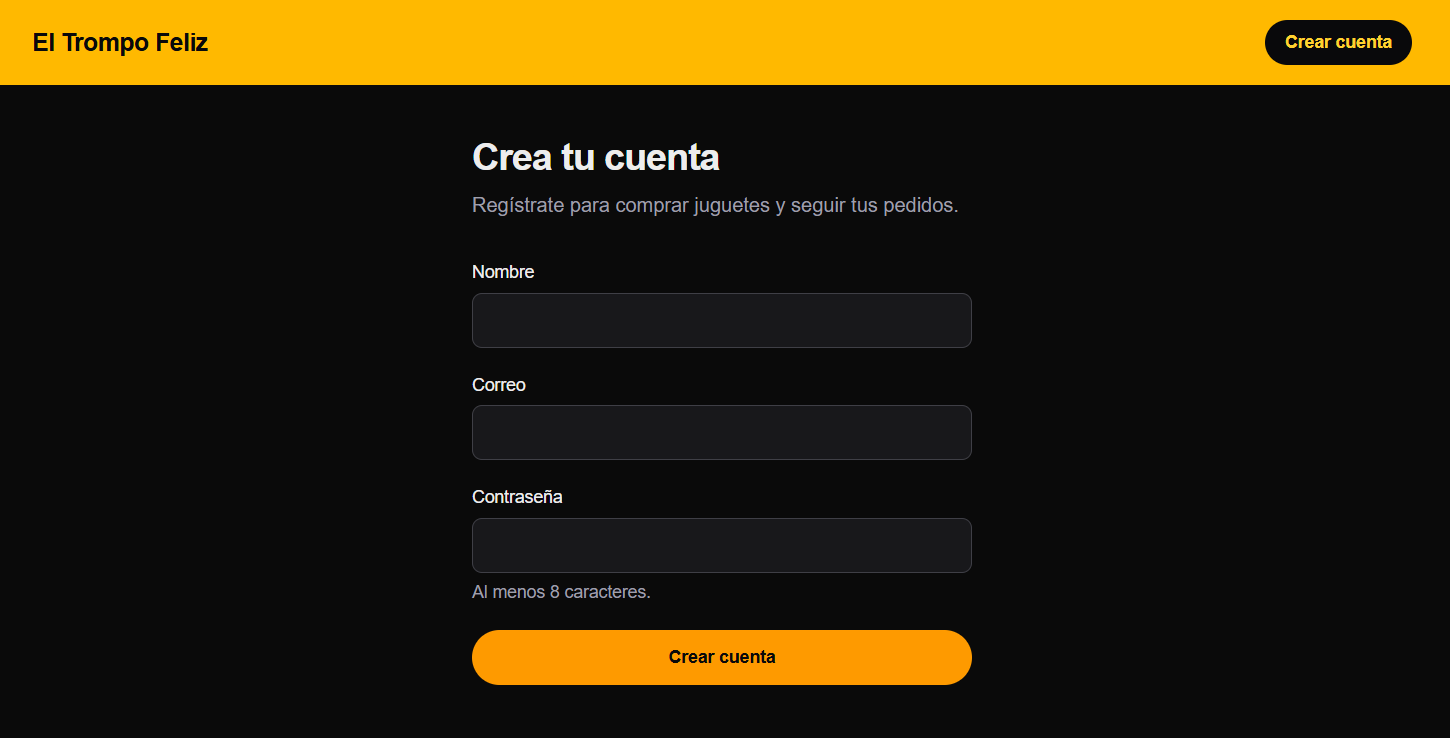 El Trompo Feliz
Crear cuenta
Crea tu cuenta
Regístrate para comprar juguetes y seguir tus pedidos.
Nombre
Correo
Contraseña
Al menos 8 caracteres.
Crear cuenta